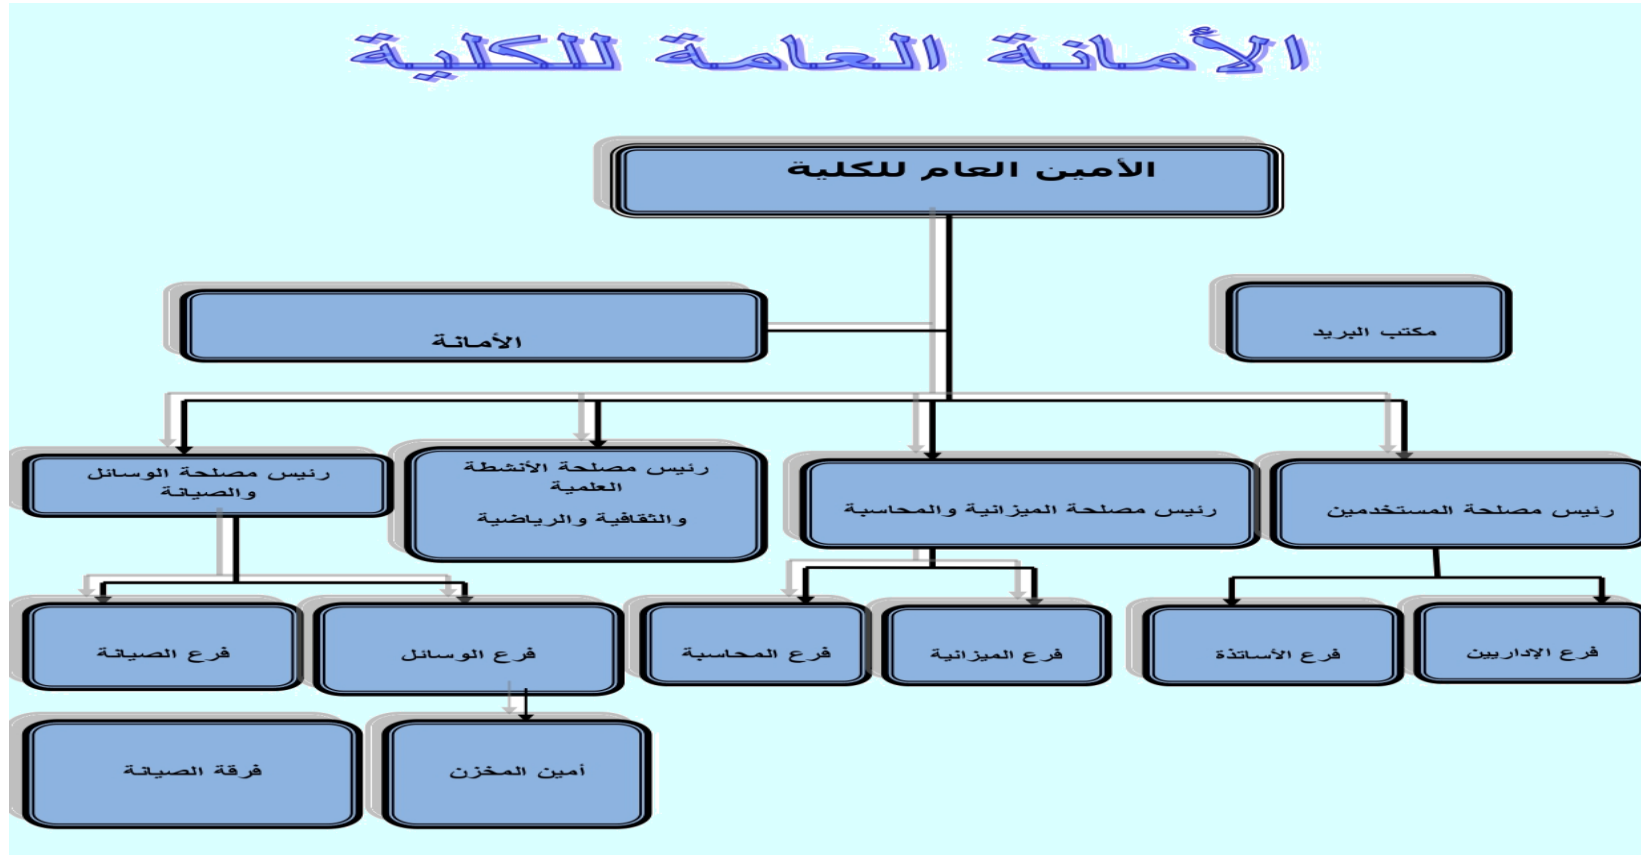 الأمانة العامة للكلية
الأمين العام للكلية
مكتب البريد
الأمانة
رئيس مصلحة المستخدمين
رئيس مصلحة الميزانية والمحاسبة
رئيس مصلحة الأنشطة
العلمية
والثقافية والرياضية
رئيس مصلحة الوسائل
والصيانة
فرع الإداريين
فرع الأساتذة
فرع الميزانية
فرع المحاسبة
فرع الوسائل
فرع الصيانة
أمين المخزن
فرقة الصيانة